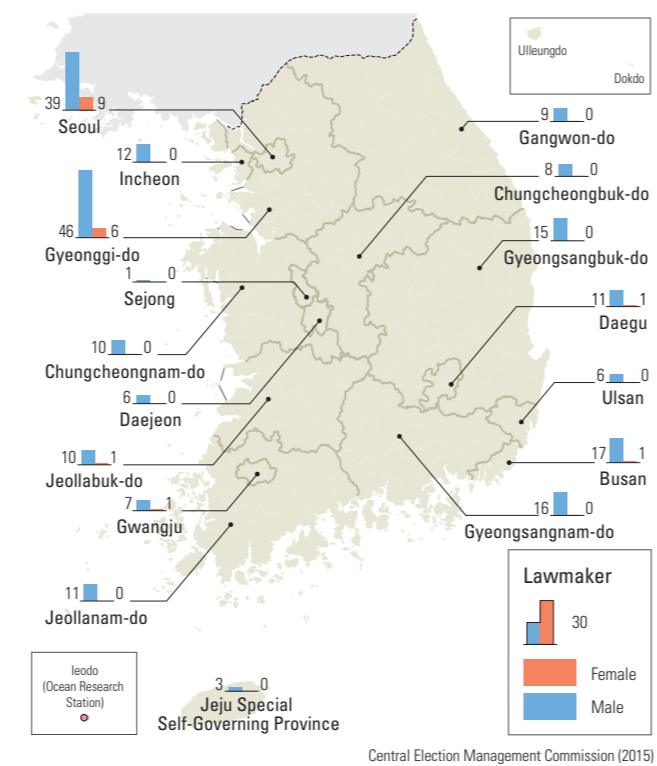 Ulleungdo
Dokdo
39 9
Seoul
9 0
Gangwon-do
12 0
Incheon
8 0
Chungcheongbuk-do
46 6
Gyeonggi-do
15 0
Gyeongsangbuk-do
1 0
Sejong
11 1
Daegu
10 0
Chungcheongnam-do
6 0
Ulsan
6 0
Daejeon
17 1
Busan
10 1
Jeollabuk-do
7 1
Gwangju
16 0
Gyeongsangnam-do
11 0
Jeollanam-do
Lawmaker
30
Female
Male
Ieodo
(Ocean Research
Station)
3 0
Jeju Special
Self-Governing Province
Central Election Management Commission (2015)